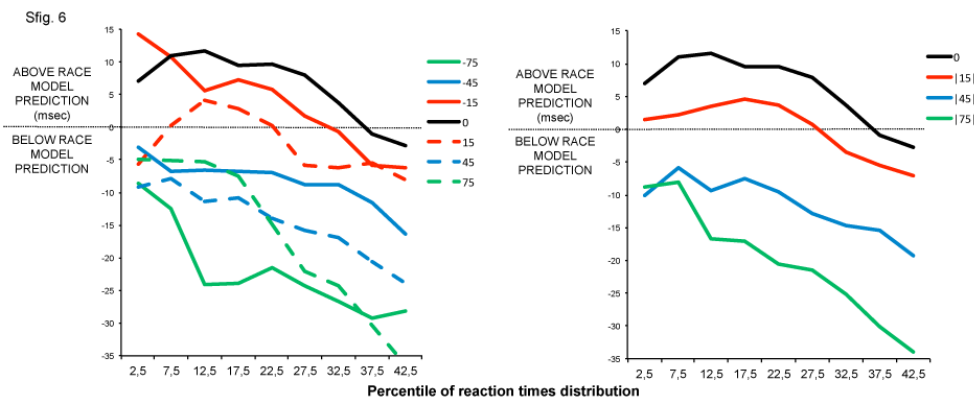 Sfig. 6
15
10
5
0
-5
-10
-15
-20
-25
-30
-35
ABOVE RACE
MODEL
PREDICTION
(msec)
BELOW RACE
MODEL
PREDICTION
2,5 7,5 12,5 17,5 22,5 27,5 32,5 37,5 42,5
-75
-45
-15
0
15
45
75
15
10
5
0
-5
-10
-15
-20
-25
-30
-35
ABOVE RACE
MODEL
PREDICTION
(msec)
BELOW RACE
MODEL
PREDICTION
2,5 7,5 12,5 17,5 22,5 27,5 32,5 37,5 42,5
0
|15|
|45|
|75|
Percentile of reaction times distribution